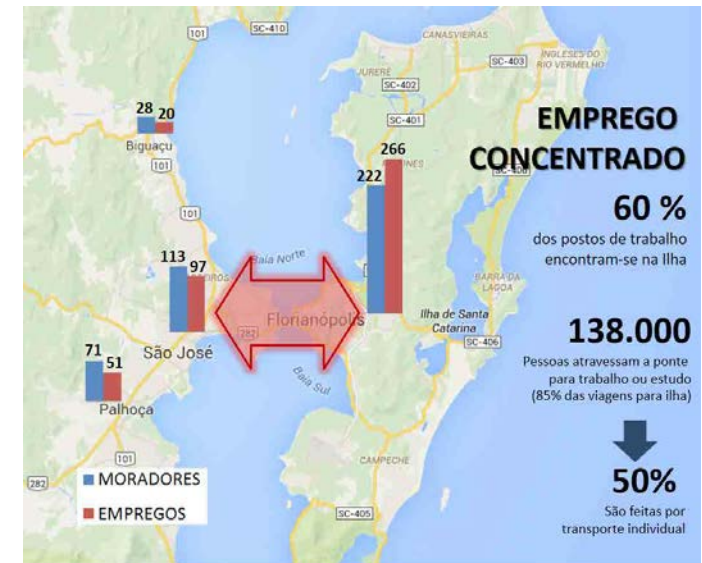 SC-410
101
CANASVIEIRAS
SC-403
INGLESES DO
RIO VERMELHO
JURERÊ
SC-402
SC-401
28 20
Biguaçu
101
EMPREGO
CONCENTRADO
266
222
60 %
dos postos de trabalho
encontram-se na Ilha
101
Baía Norte
113
97
BARRA DA
LAGOA
Florianópolis
282
Ilha de Santa
Catarina
SC-406
São José
138.000
Pessoas atravessam a ponte
para trabalho ou estudo
(85% das viagens para ilha)
71
51
Baía Sul
Palhoça
101
282
CAMPECHE
MORADORES
EMPREGOS
SC-405
50%
São feitas por
transporte individual